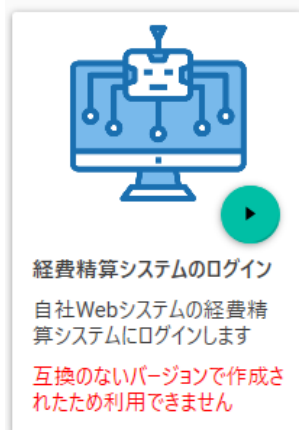 経費精算システムのログイン
自社Webシステムの経費精
算システムにログインします
互換のないバージョンで作成さ
れたため利用できません